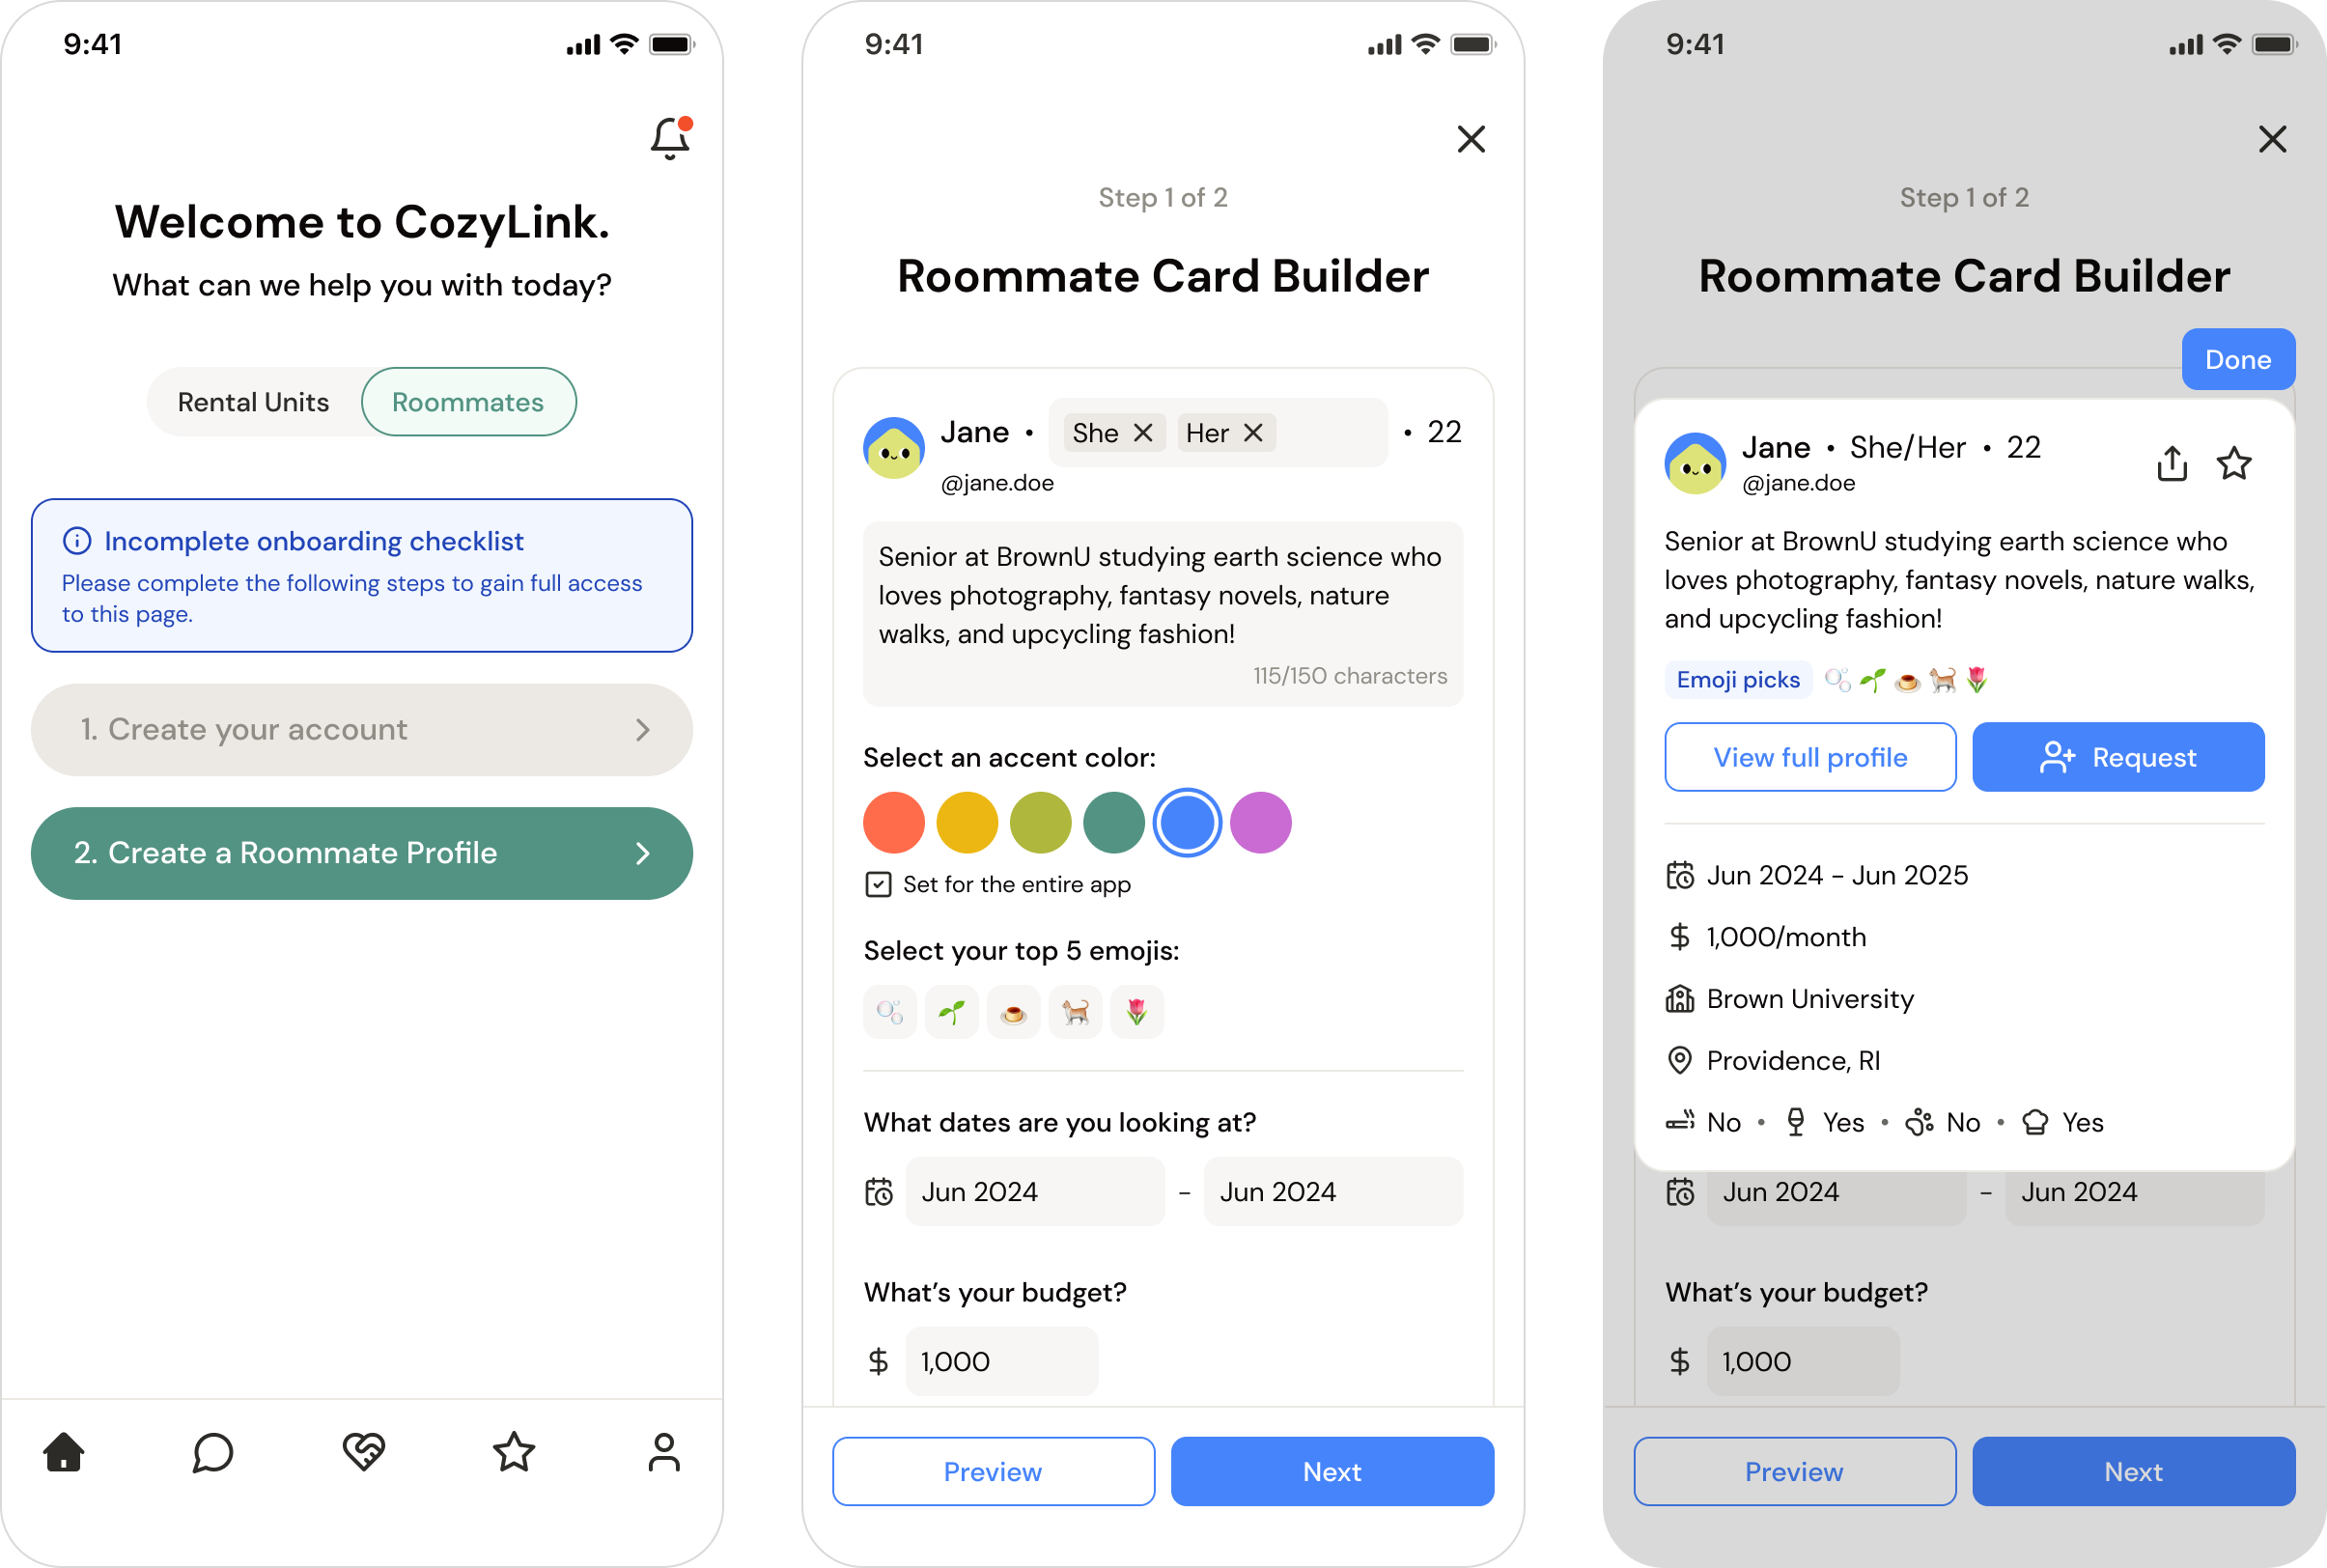 9:41
Welcome to CozyLink.
What can we help you with today?
Rental Units
Roommates
Incomplete onboarding checklist
Please complete the following steps to gain full access
to this page.
1. Create your account
2. Create a Roommate Profile
9:41
Step 1 of 2
Roommate Card Builder
Jane • She Her • 22
@jane.doe
Senior at BrownU studying earth science who
loves photography, fantasy novels, nature
walks, and upcycling fashion!
115/150 characters
Select an accent color:
Set for the entire app
Select your top 5 emojis:
What dates are you looking at?
Jun 2024 - Jun 2024
What's your budget?
$ 1,000
Preview
Next
9:41
Step 1 of 2
Roommate Card Builder
Done
Jane • She/Her • 22
@jane.doe
Senior at BrownU studying earth science who
loves photography, fantasy novels, nature walks,
and upcycling fashion!
Emoji picks
View full profile
Request
Jun 2024 - Jun 2025
$ 1,000/month
Brown University
Providence, RI
No • Yes • No • Yes
Jun 2024 - Jun 2024
What's your budget?
$ 1,000
Preview
Next